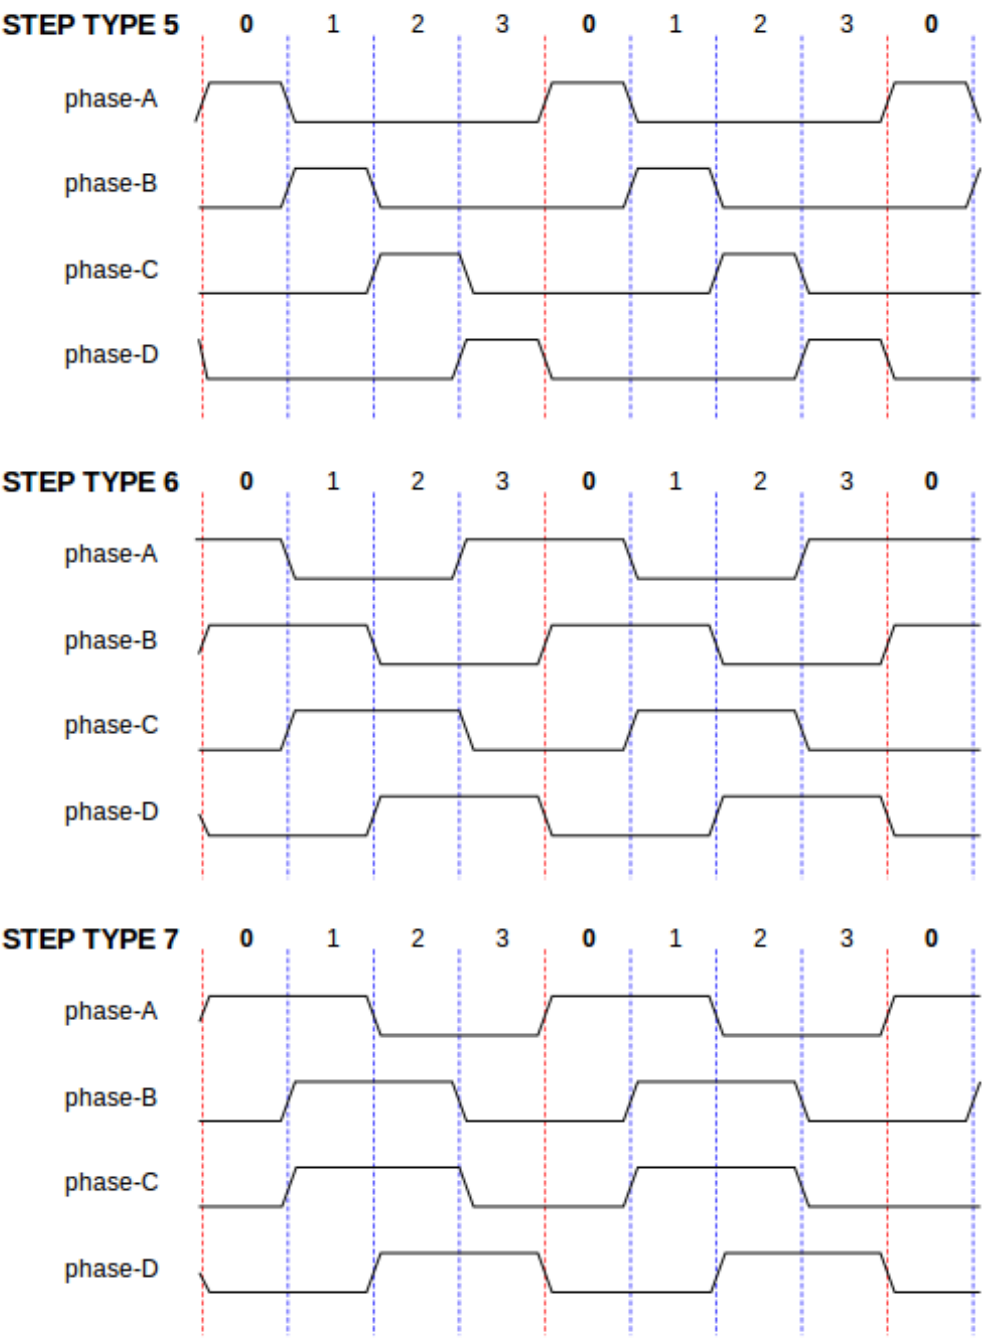 STEP TYPE 5 0 1 2 3 0 1 2 3 0
phase-A
phase-B
phase-C
phase-D
STEP TYPE 6 0 1 2 3 0 1 2 3 0
phase-A
phase-B
phase-C
phase-D
STEP TYPE 7 0 1 2 3 0 1 2 3 0
phase-A
phase-B
phase-C
phase-D